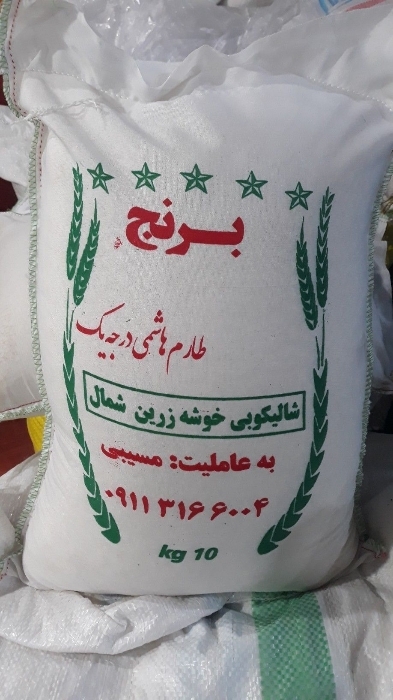 برنج
طارم هاشمی درجه یک
شالیکوبی خوشه زرین شمال
به عاملیت: مسیبی
۰۹۱۱ ۳۱۶ ۶۰۰۴
kg 10